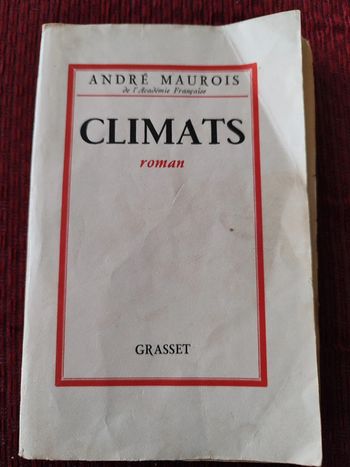 ANDRÉ MAUROIS
de l'Académie Française
CLIMATS
roman
GRASSET